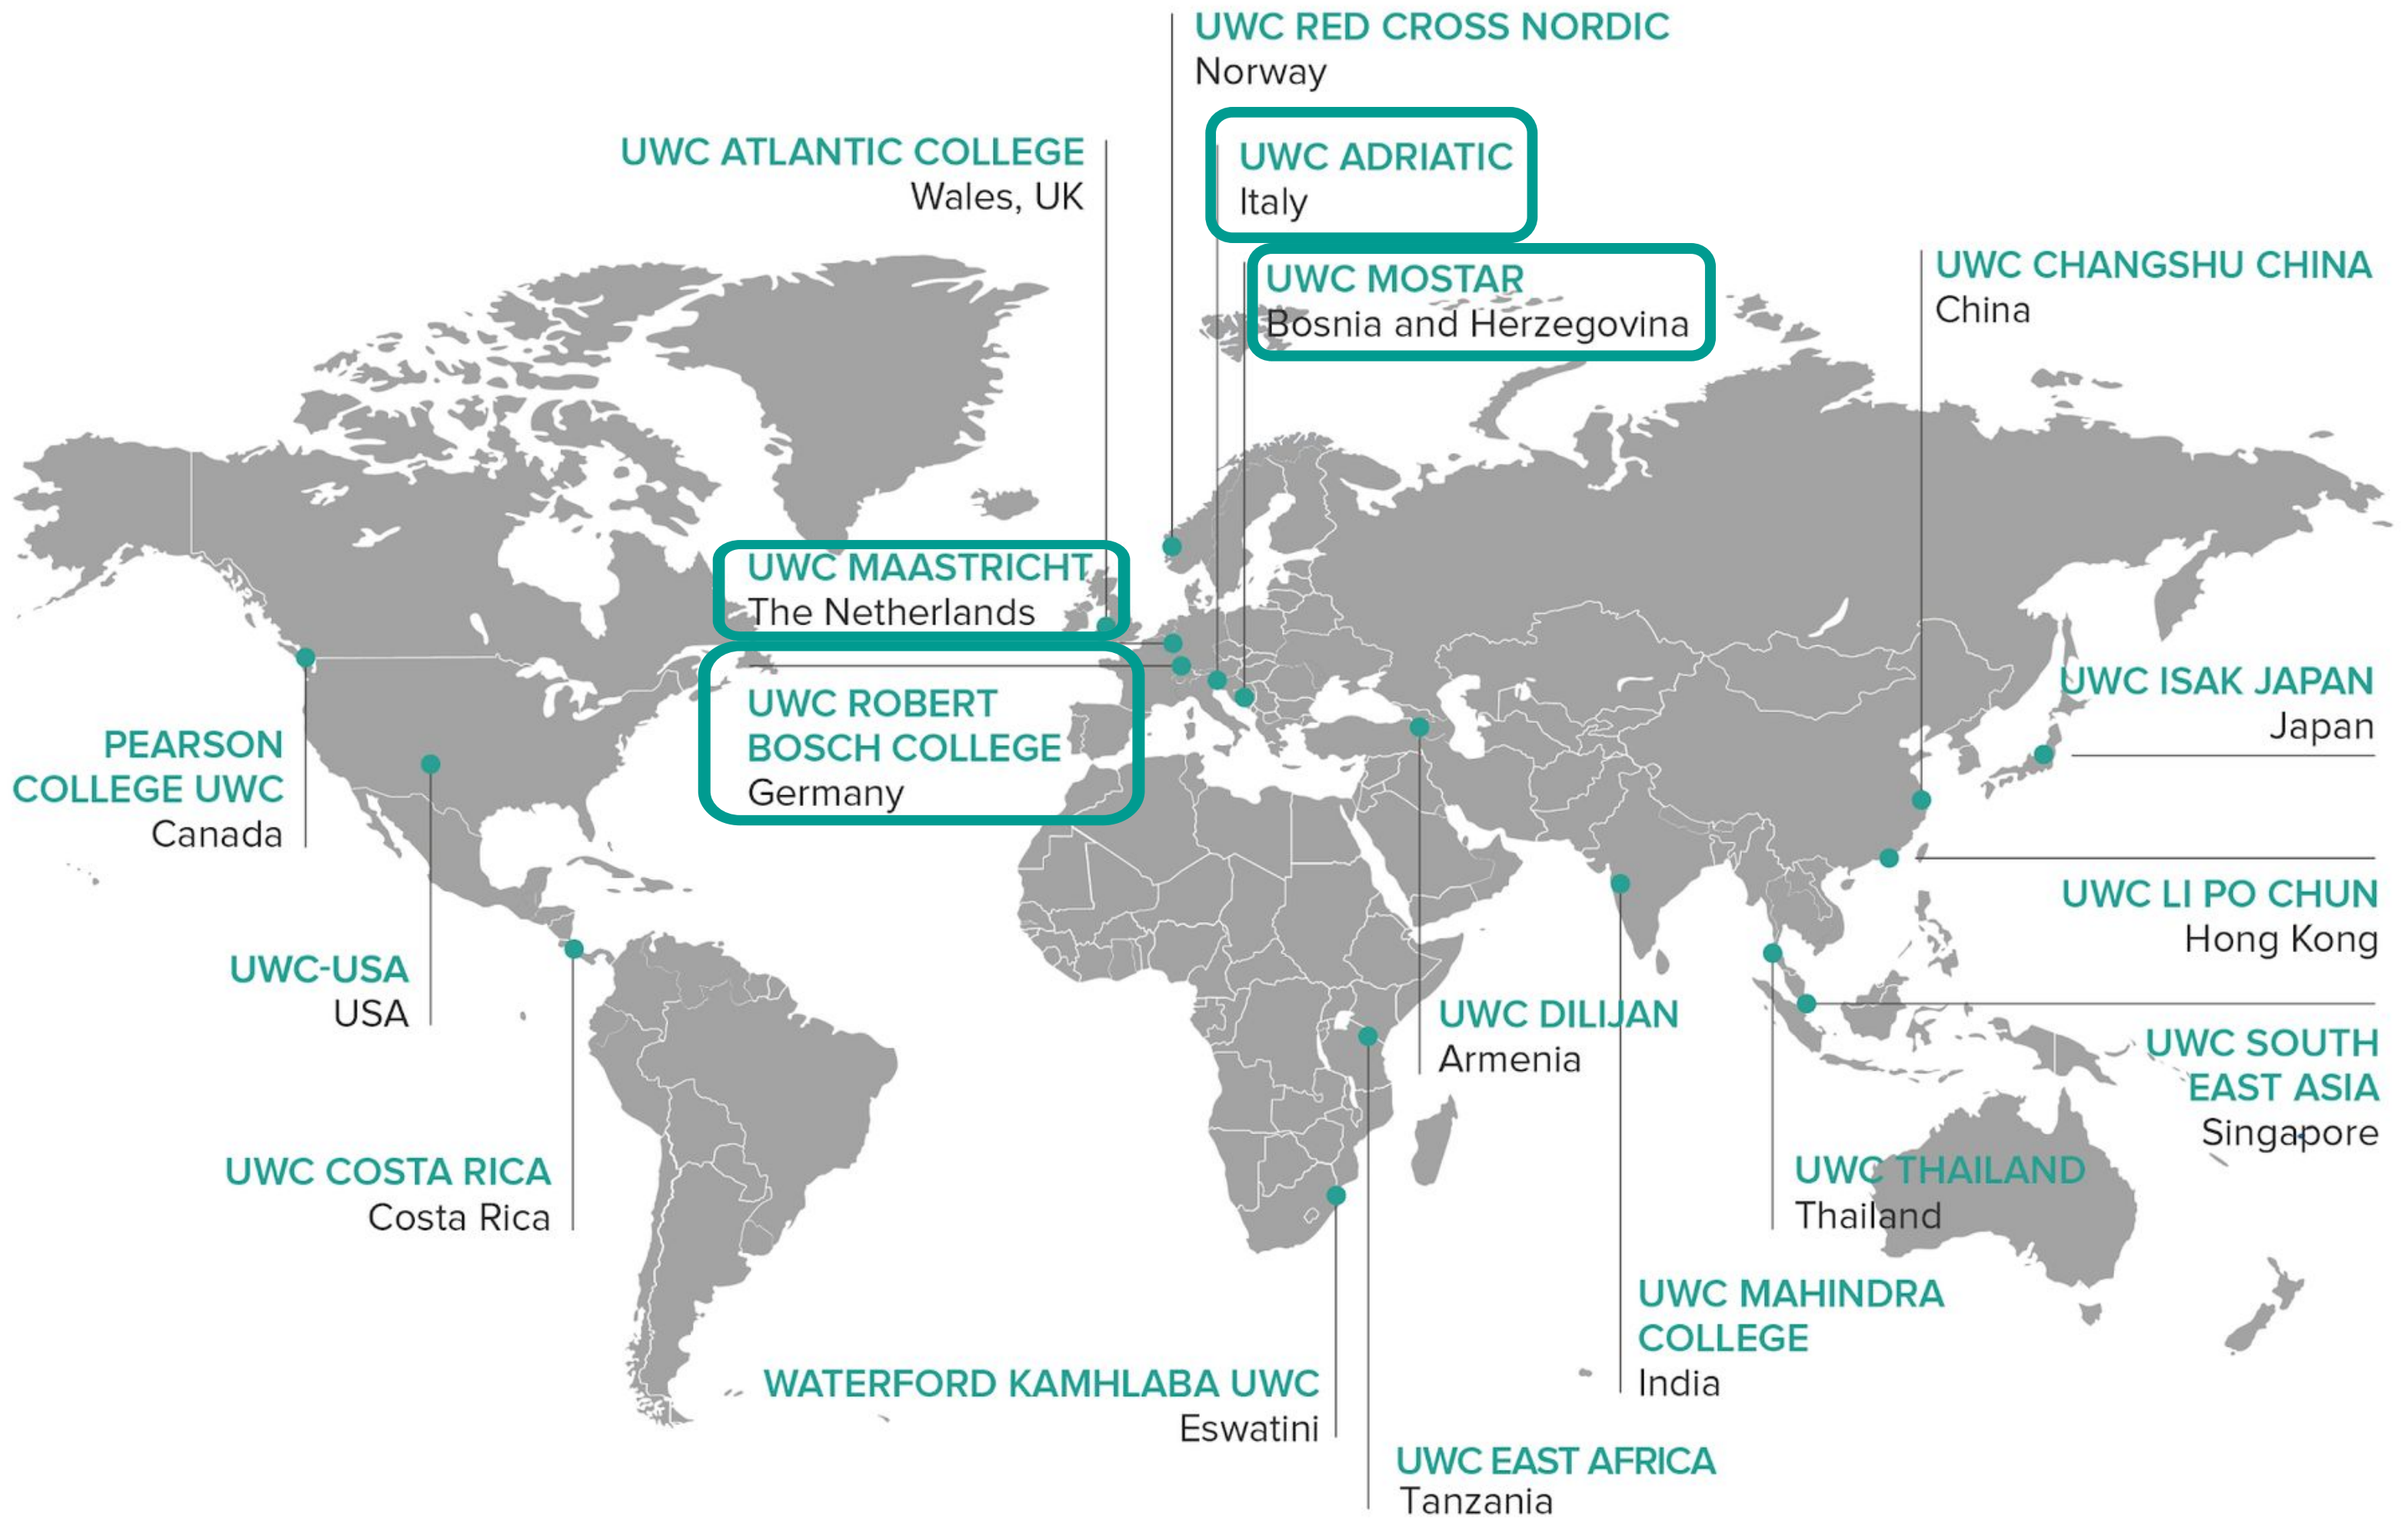 UWC RED CROSS NORDIC
Norway
UWC ATLANTIC COLLEGE
Wales, UK
UWC ADRIATIC
Italy
UWC MOSTAR
Bosnia and Herzegovina
UWC CHANGSHU CHINA
China
UWC MAASTRICHT
The Netherlands
UWC ROBERT
BOSCH COLLEGE
Germany
UWC ISAK JAPAN
Japan
PEARSON
COLLEGE UWC
Canada
UWC LI PO CHUN
Hong Kong
UWC-USA
USA
UWC DILIJAN
Armenia
UWC SOUTH
EAST ASIA
Singapore
UWC COSTA RICA
Costa Rica
UWC THAILAND
Thailand
UWC MAHINDRA
COLLEGE
India
WATERFORD KAMHLABA UWC
Eswatini
UWC EAST AFRICA
Tanzania